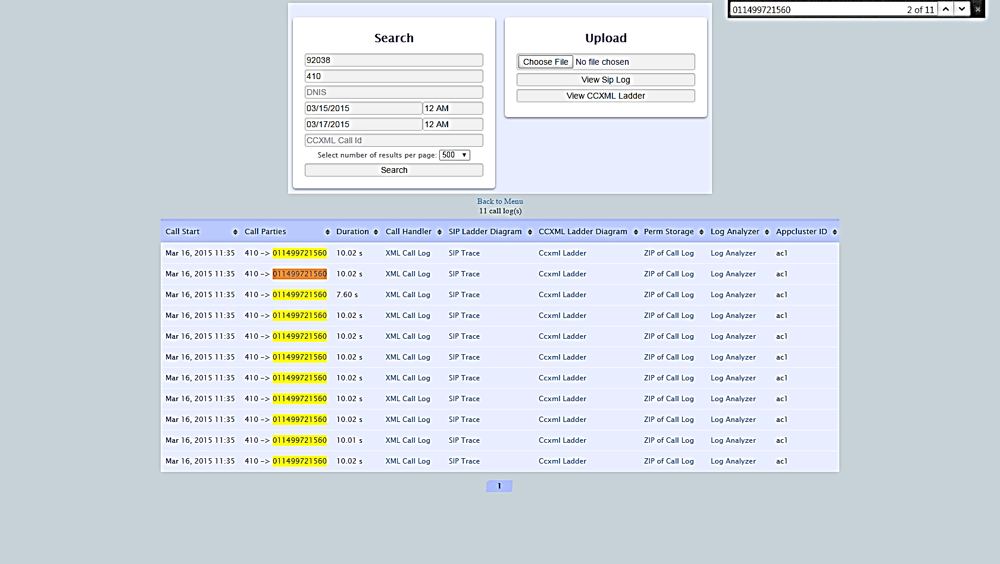 011499721560 2 of 11
Search
92038
410
DNIS
03/15/2015 12 AM
03/17/2015 12 AM
CCXML Call Id
Select number of results per page: 500
Search
Upload
Choose File No file chosen
View Sip Log
View CCXML Ladder
Back to Menu
11 call log(s)
Call Start Call Parties Duration Call Handler SIP Ladder Diagram CCXML Ladder Diagram Perm Storage Log Analyzer Appcluster ID
Mar 16, 2015 11:35 410 -> 011499721560 10.02 s XML Call Log SIP Trace Ccxml Ladder ZIP of Call Log Log Analyzer ac1
Mar 16, 2015 11:35 410 -> 011499721560 10.02 s XML Call Log SIP Trace Ccxml Ladder ZIP of Call Log Log Analyzer ac1
Mar 16, 2015 11:35 410 -> 011499721560 7.60 s XML Call Log SIP Trace Ccxml Ladder ZIP of Call Log Log Analyzer ac1
Mar 16, 2015 11:35 410 -> 011499721560 10.02 s XML Call Log SIP Trace Ccxml Ladder ZIP of Call Log Log Analyzer ac1
Mar 16, 2015 11:35 410 -> 011499721560 10.02 s XML Call Log SIP Trace Ccxml Ladder ZIP of Call Log Log Analyzer ac1
Mar 16, 2015 11:35 410 -> 011499721560 10.02 s XML Call Log SIP Trace Ccxml Ladder ZIP of Call Log Log Analyzer ac1
Mar 16, 2015 11:35 410 -> 011499721560 10.02 s XML Call Log SIP Trace Ccxml Ladder ZIP of Call Log Log Analyzer ac1
Mar 16, 2015 11:35 410 -> 011499721560 10.02 s XML Call Log SIP Trace Ccxml Ladder ZIP of Call Log Log Analyzer ac1
Mar 16, 2015 11:35 410 -> 011499721560 10.02 s XML Call Log SIP Trace Ccxml Ladder ZIP of Call Log Log Analyzer ac1
Mar 16, 2015 11:35 410 -> 011499721560 10.01 s XML Call Log SIP Trace Ccxml Ladder ZIP of Call Log Log Analyzer ac1
Mar 16, 2015 11:35 410 -> 011499721560 10.02 s XML Call Log SIP Trace Ccxml Ladder ZIP of Call Log Log Analyzer ac1
1